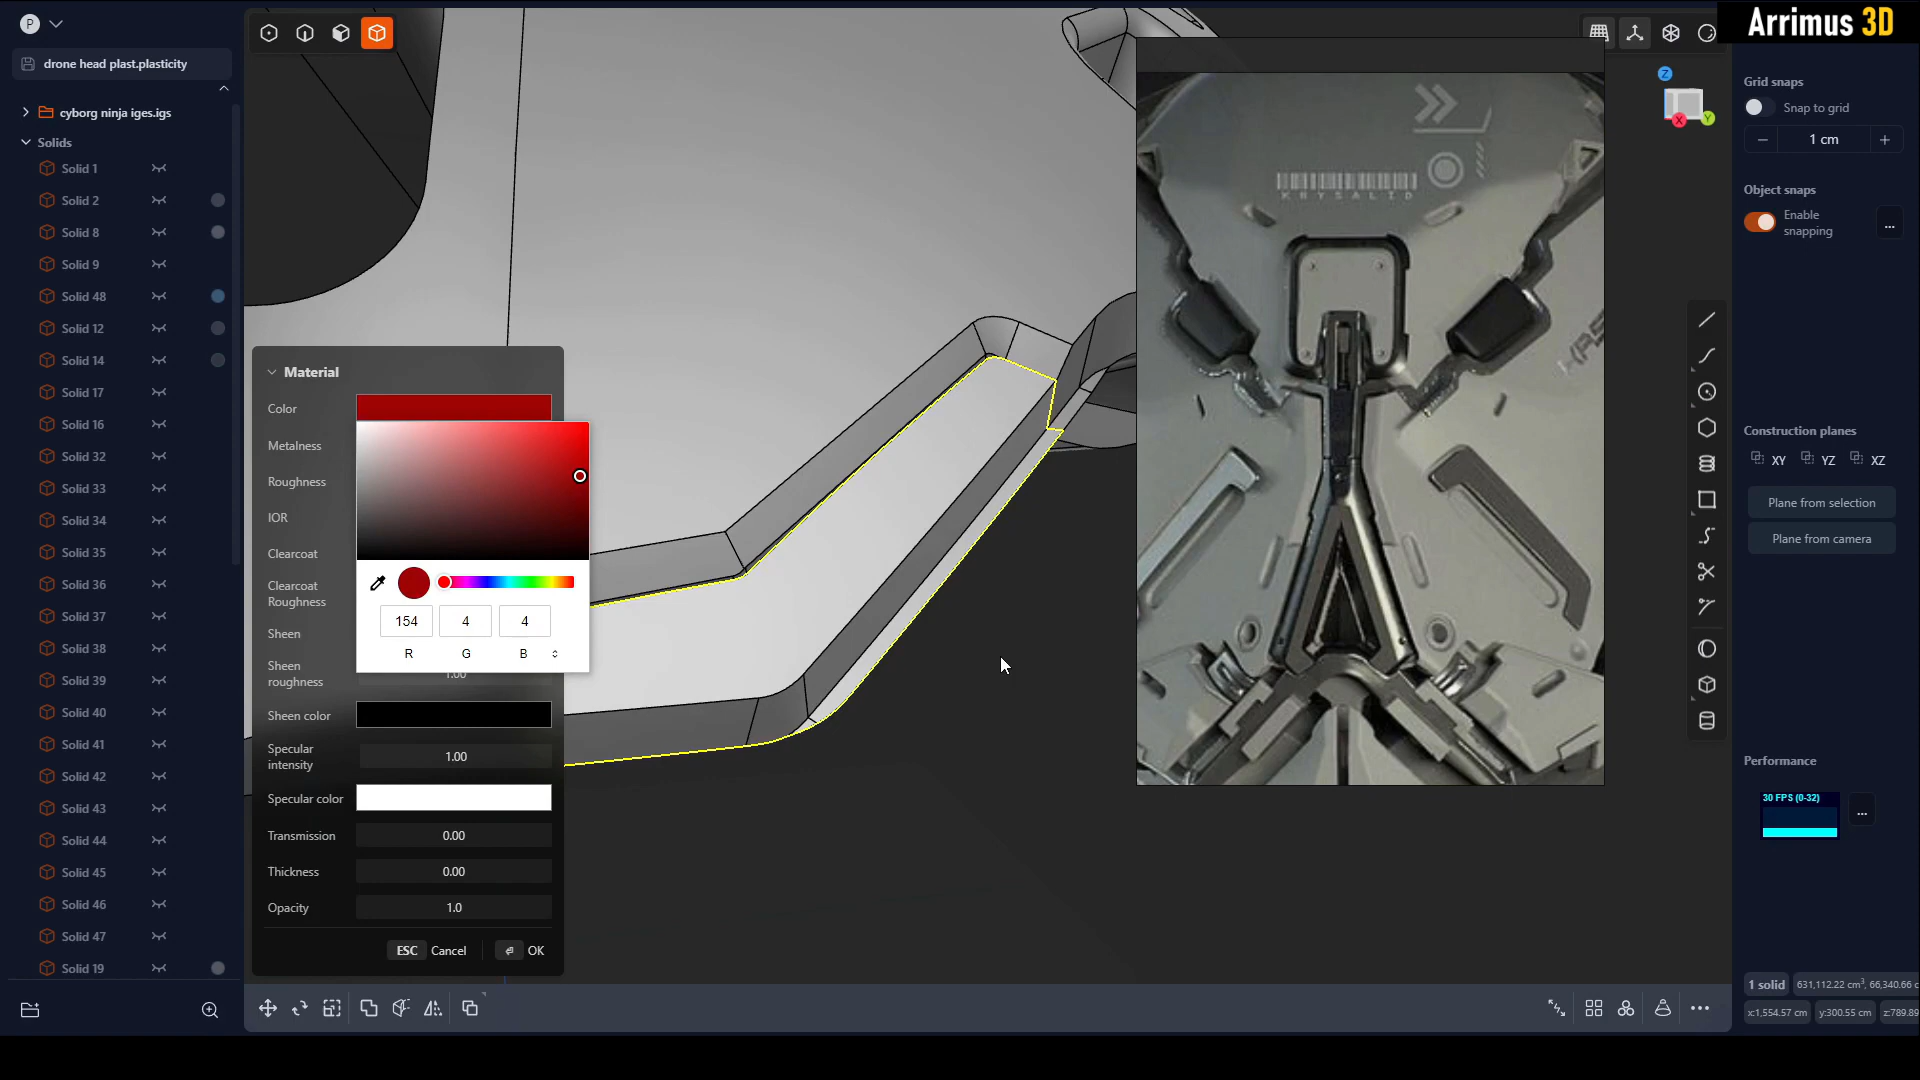 P
Arrimus 3D
drone head plast.plasticity
cyborg ninja iges.igs
Solids
Solid 1
Solid 2
Solid 8
Solid 9
Solid 48
Solid 12
Solid 14
Solid 17
Solid 16
Solid 32
Solid 33
Solid 34
Solid 35
Solid 36
Solid 37
Solid 38
Solid 39
Solid 40
Solid 41
Solid 42
Solid 43
Solid 44
Solid 45
Solid 46
Solid 47
Solid 19
Material
Color
Metalness
Roughness
IOR
Clearcoat
Clearcoat
Roughness
Sheen
Sheen
roughness
1.00
Sheen color
Specular
intensity
1.00
Specular color
Transmission
0.00
Thickness
0.00
Opacity
1.0
ESC Cancel
OK
154 4 4
R G B
KRYSALID
Z
X
Y
Grid snaps
Snap to grid
1 cm
Object snaps
Enable
snapping
...
Construction planes
XY YZ XZ
Plane from selection
Plane from camera
Performance
30 FPS (0-32)
...
1 solid
631,112.22 cm³, 66,340.66 c
x:1,554.57 cm
y:300.55 cm
z:789.89